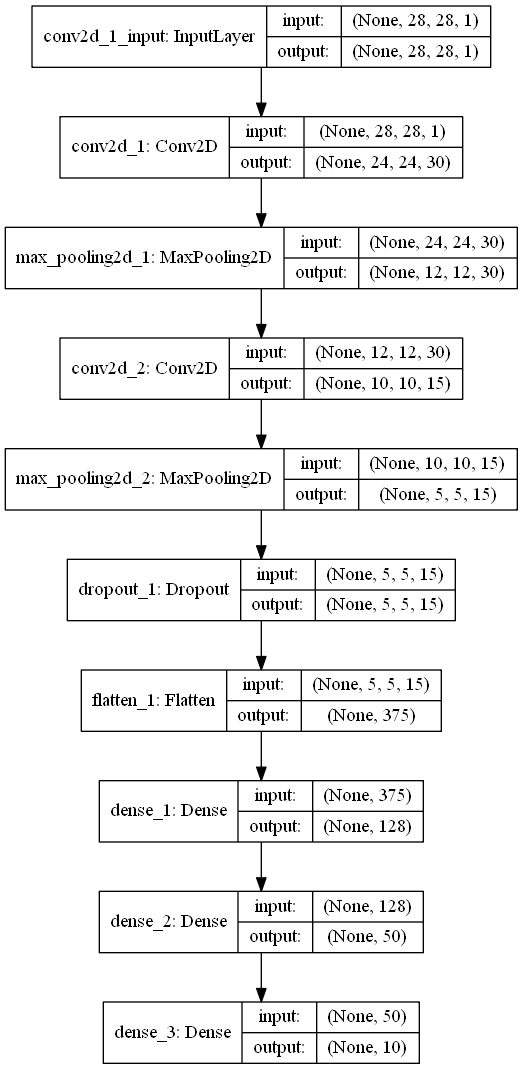 conv2d_1_input: InputLayer
input: (None, 28, 28, 1)
output: (None, 28, 28, 1)
conv2d_1: Conv2D
input: (None, 28, 28, 1)
output: (None, 24, 24, 30)
max_pooling2d_1: MaxPooling2D
input: (None, 24, 24, 30)
output: (None, 12, 12, 30)
conv2d_2: Conv2D
input: (None, 12, 12, 30)
output: (None, 10, 10, 15)
max_pooling2d_2: MaxPooling2D
input: (None, 10, 10, 15)
output: (None, 5, 5, 15)
dropout_1: Dropout
input: (None, 5, 5, 15)
output: (None, 5, 5, 15)
flatten_1: Flatten
input: (None, 5, 5, 15)
output: (None, 375)
dense_1: Dense
input: (None, 375)
output: (None, 128)
dense_2: Dense
input: (None, 128)
output: (None, 50)
dense_3: Dense
input: (None, 50)
output: (None, 10)